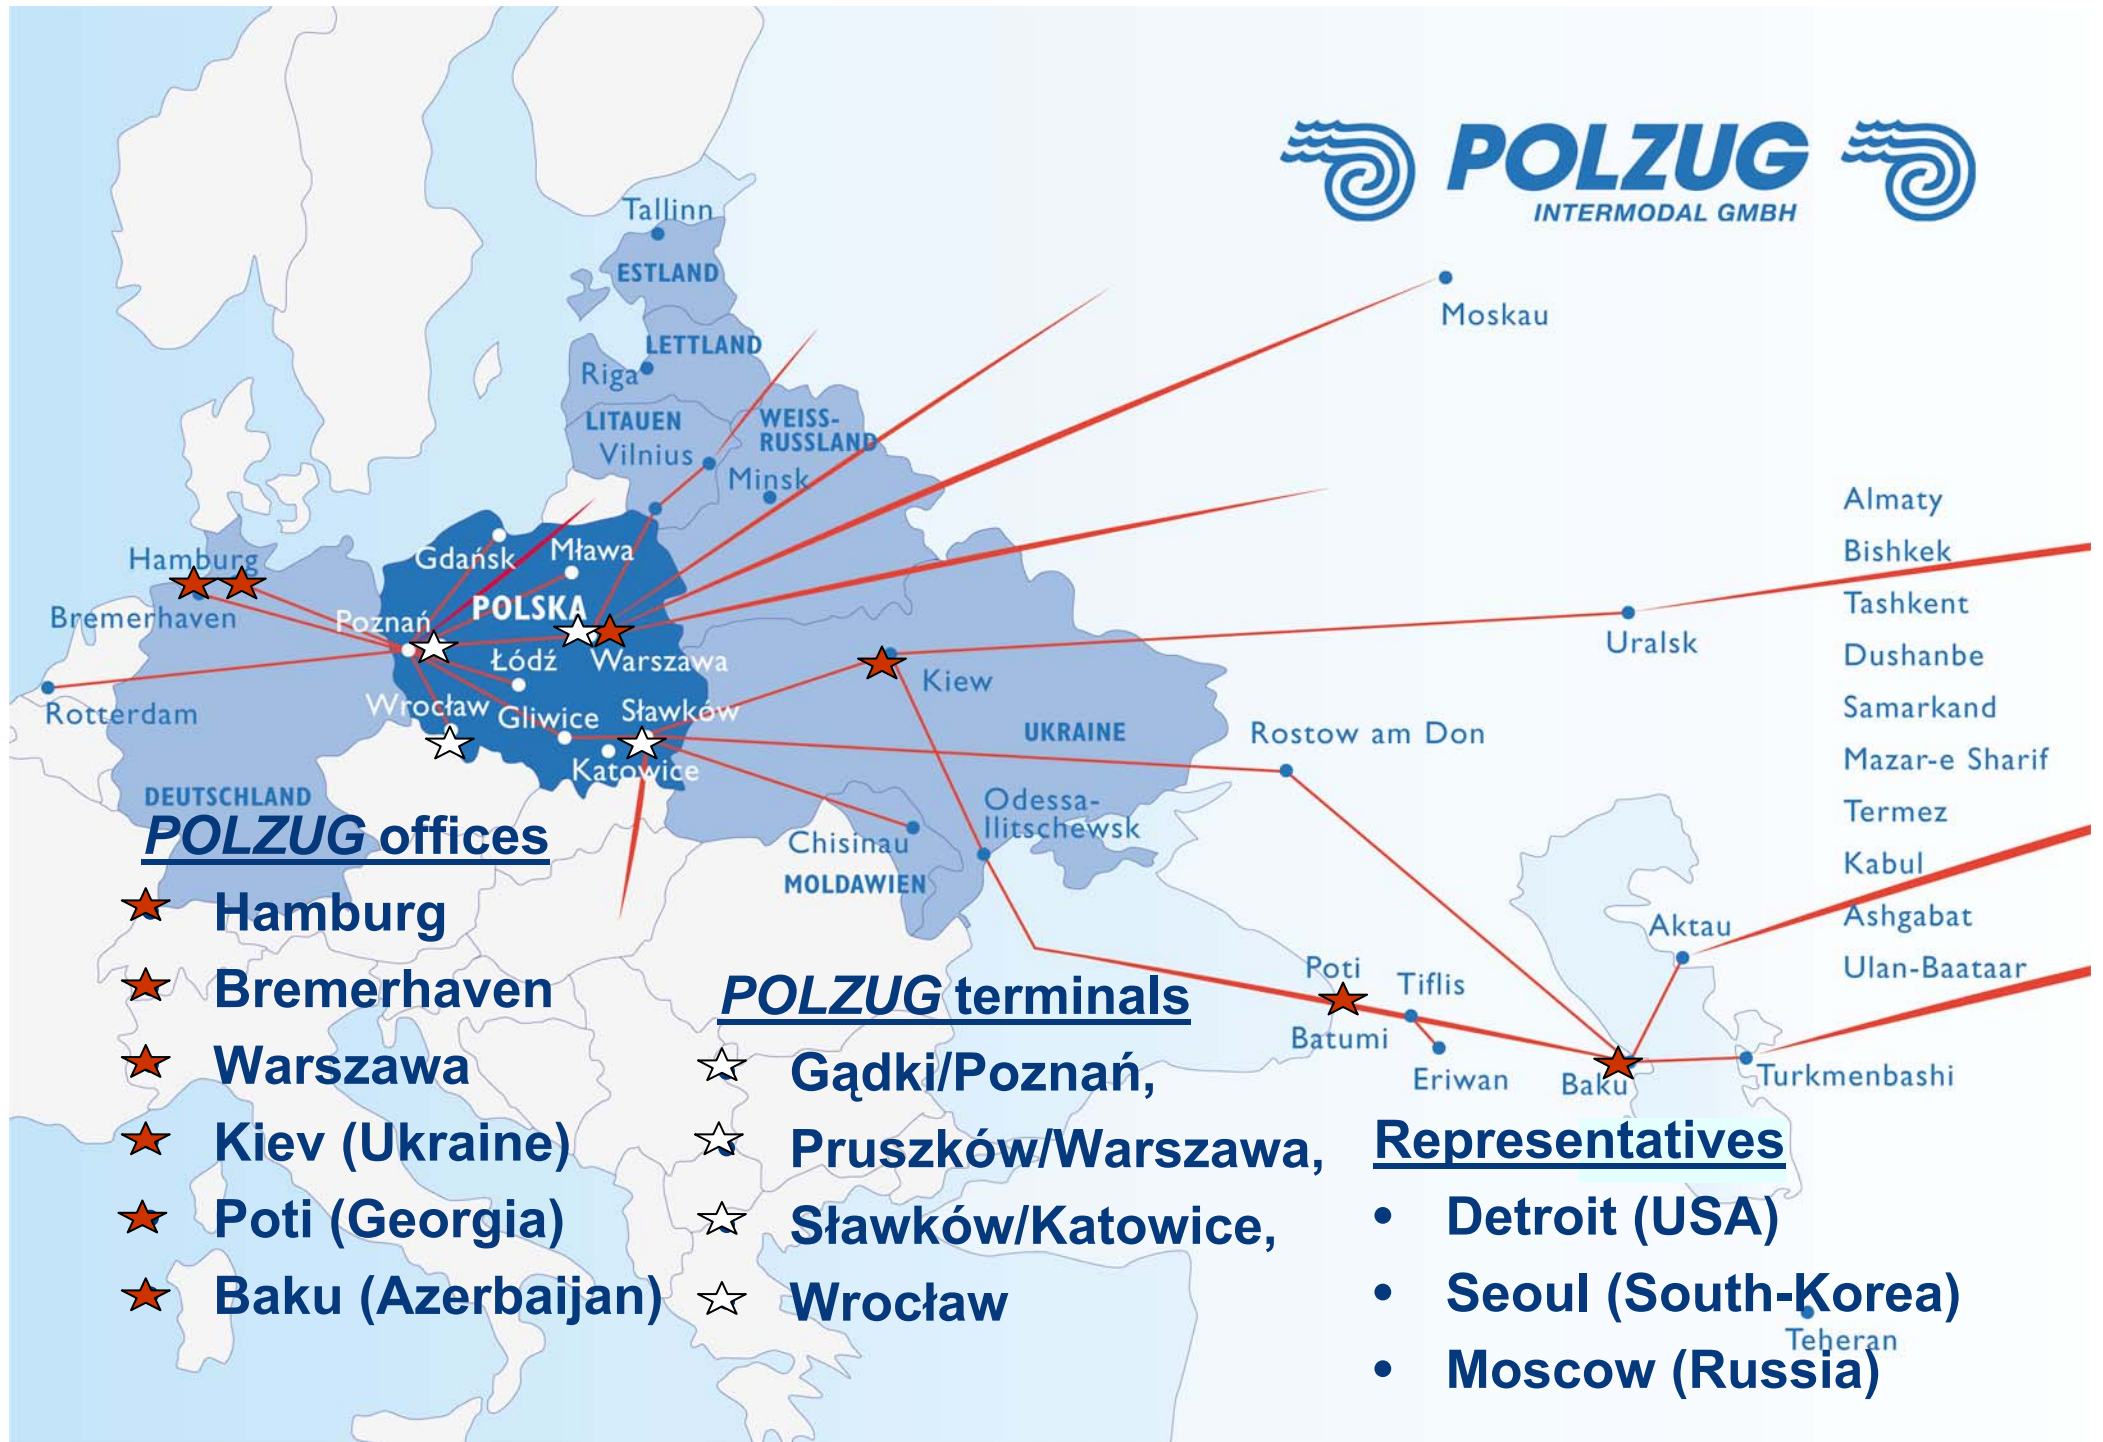 POLZUG
INTERMODAL GMBH
Tallinn
ESTLAND
Moskau
LETTLAND
Riga
LITAUEN
WEISS-
RUSSLAND
Vilnius
Minsk
Almaty
Bishkek
Tashkent
Dushanbe
Samarkand
Mazar-e Sharif
Termez
Kabul
Ashgabat
Ulan-Baataar
Hamburg
Bremerhaven
Rotterdam
Gdańsk
Mława
POLSKA
Poznań
Łódź
Warszawa
Wrocław
Gliwice
Sławków
Katowice
Kiew
UKRAINE
Uralsk
Rostow am Don
DEUTSCHLAND
Odessa-
Ilitschewsk
Chisinau
MOLDAWIEN
Aktau
Poti
Tiflis
Batumi
Eriwan
Baku
Turkmenbashi
Teheran
POLZUG offices
Hamburg
Bremerhaven
Warszawa
Kiev (Ukraine)
Poti (Georgia)
Baku (Azerbaijan)
POLZUG terminals
Gądki/Poznań,
Pruszków/Warszawa,
Sławków/Katowice,
Wrocław
Representatives
• Detroit (USA)
• Seoul (South-Korea)
• Moscow (Russia)